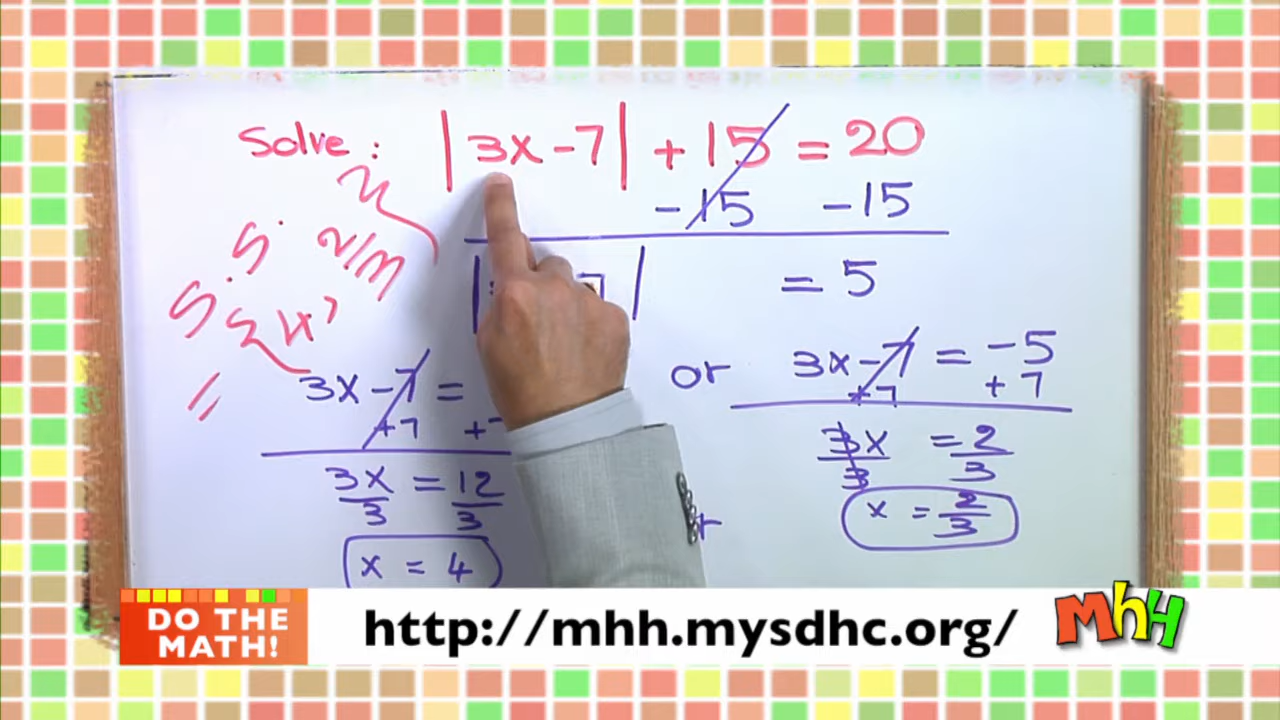 Solve : |3x - 7| + 15 = 20
- 15 - 15
= 5
3x - 7 = or 3x - 7 = - 5
+ 7 + + 7 + 7
3x/3 = 12/3 3x/3 = 2/3
x = 4 x = 2/3
S.S.
= {4, 2/3}
DO THE
MATH!
http://mhh.mysdhc.org/
MhH